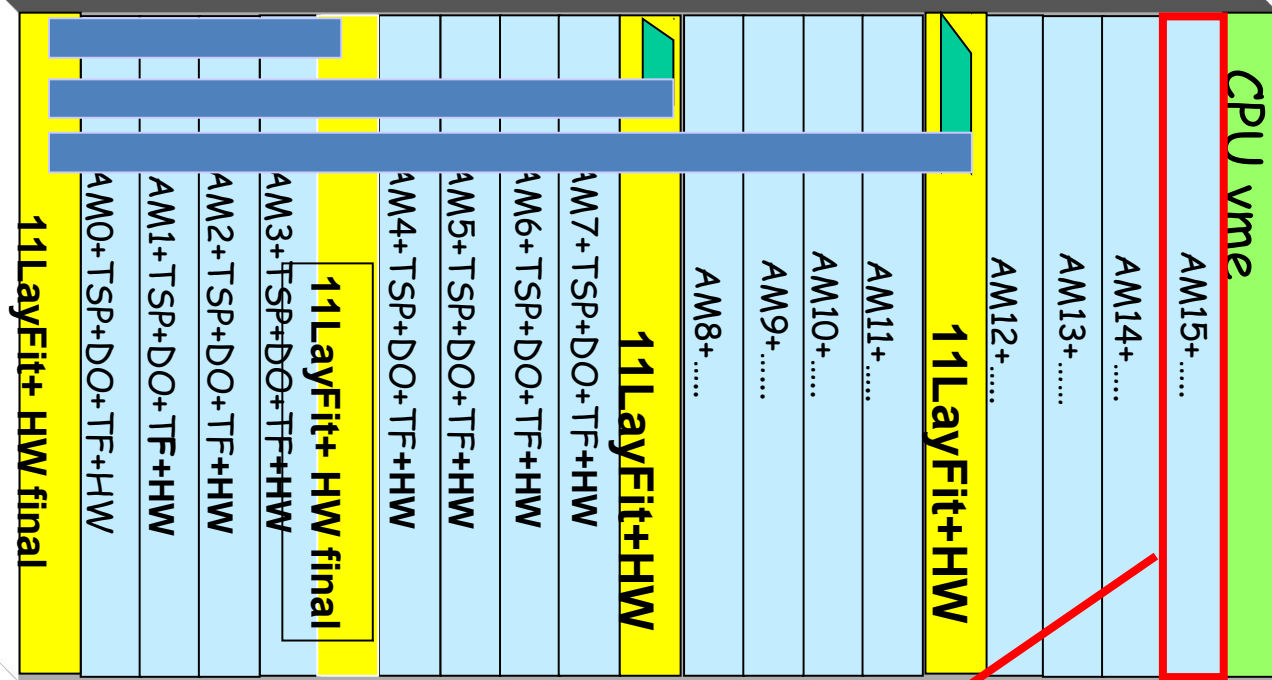 11LayFit+ HW final
AM0+TSP+DO+TF+HW
AM1+TSP+DO+TF+HW
AM2+TSP+DO+TF+HW
AM3+TSP+DO+TF+HW
11LayFit+ HW final
AM4+TSP+DO+TF+HW
AM5+TSP+DO+TF+HW
AM6+TSP+DO+TF+HW
AM7+TSP+DO+TF+HW
11LayFit+HW
AM8+.....
AM9+......
AM10+.....
AM11+......
11LayFit+HW
AM12+.....
AM13+......
AM14+.....
AM15+.....
CPU vme